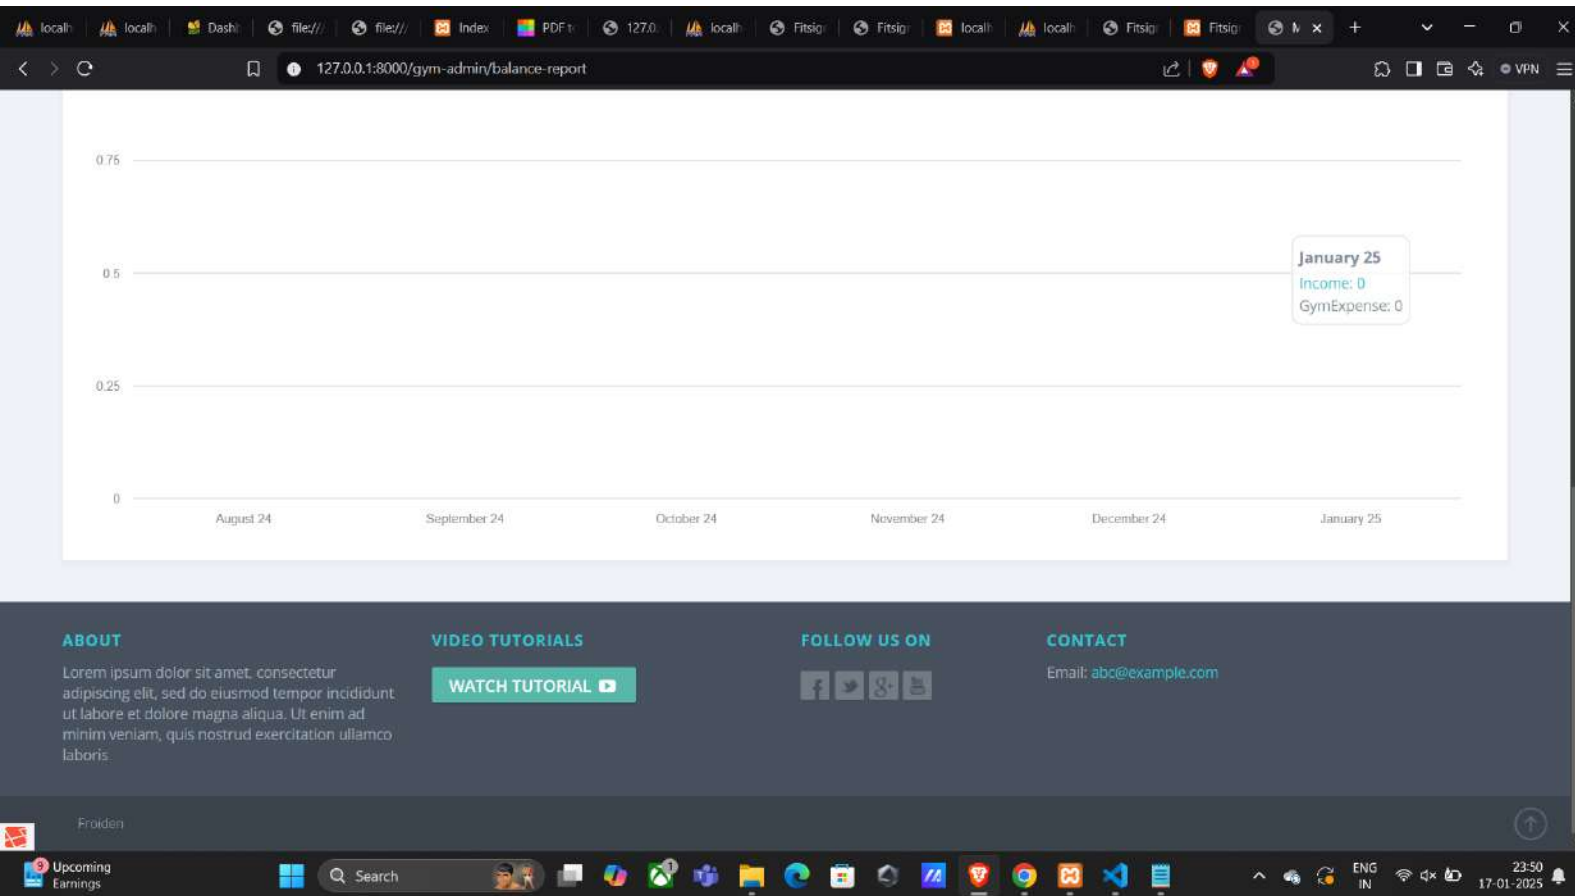 localh localh Dashb file:/// file:/// Index PDF t 127.0. localh Fitsig Fitsig localh localh Fitsig Fitsig
127.0.0.1:8000/gym-admin/balance-report
VPN
0.75
January 25
0.5
Income: 0
GymExpense: 0
0.25
0
August 24 September 24 October 24 November 24 December 24 January 25
ABOUT
Lorem ipsum dolor sit amet, consectetur
adipiscing elit, sed do eiusmod tempor incididunt
ut labore et dolore magna aliqua. Ut enim ad
minim veniam, quis nostrud exercitation ullamco
laboris
VIDEO TUTORIALS
WATCH TUTORIAL
FOLLOW US ON
CONTACT
Email: abc@example.com
Froiden
9
Upcoming
Earnings
Search
ENG
IN
23:50
17-01-2025